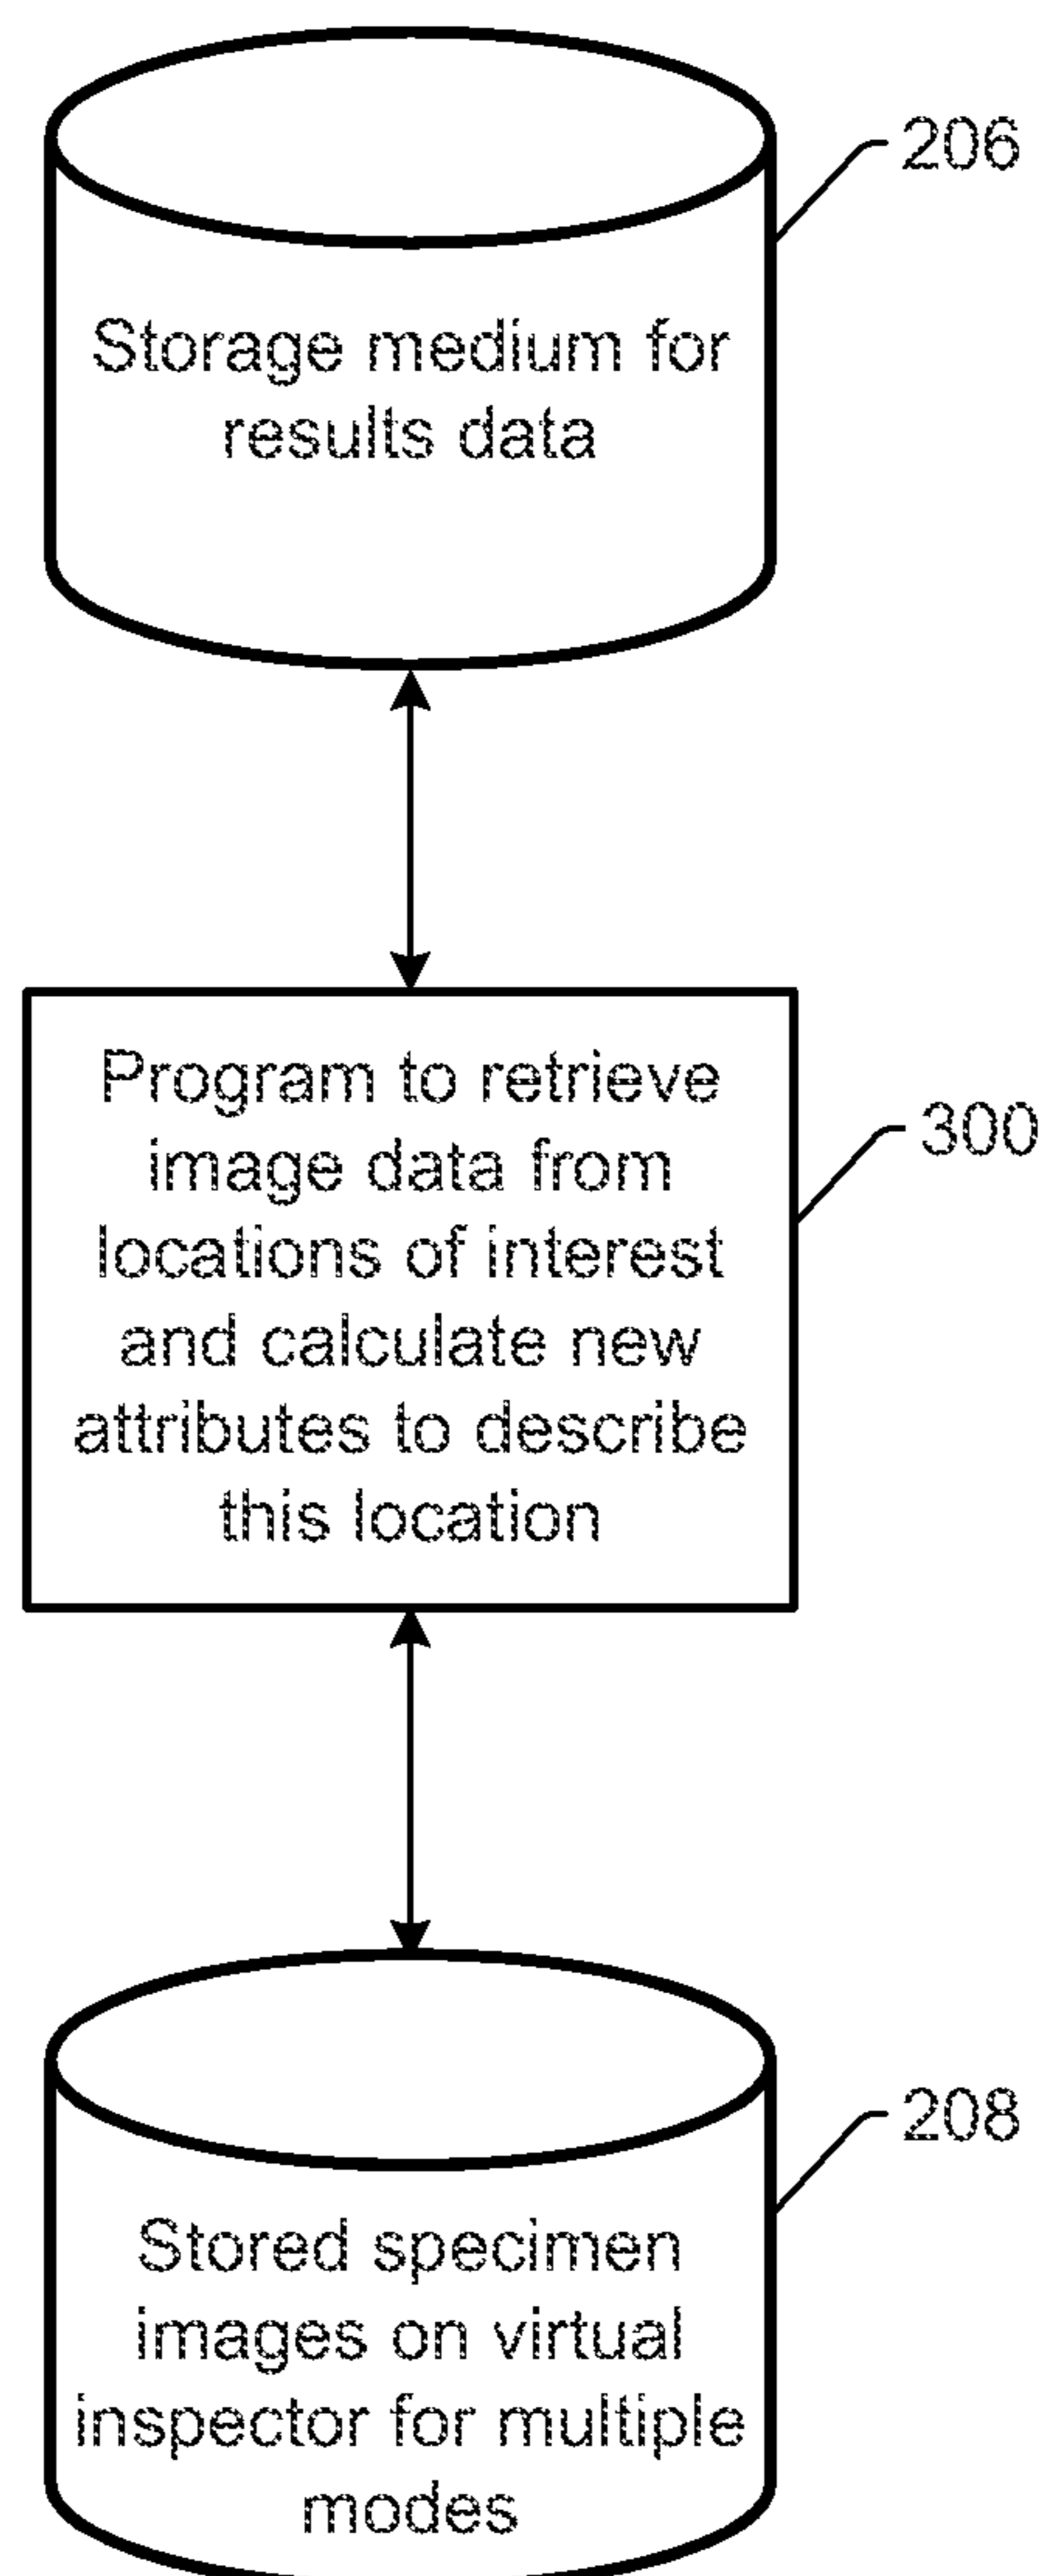 206
Storage medium for
results data
Program to retrieve
image data from
locations of interest
and calculate new
attributes to describe
this location
300
208
Stored specimen
images on virtual
inspector for multiple
modes